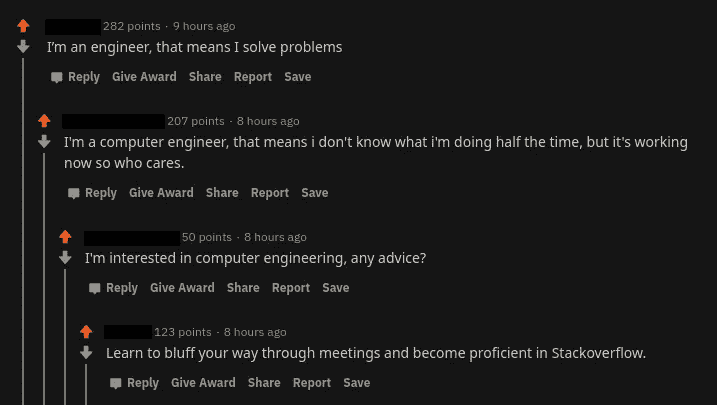 282 points · 9 hours ago
I'm an engineer, that means I solve problems
Reply Give Award Share Report Save
207 points · 8 hours ago
I'm a computer engineer, that means i don't know what i'm doing half the time, but it's working
now so who cares.
Reply Give Award Share Report Save
50 points · 8 hours ago
I'm interested in computer engineering, any advice?
Reply Give Award Share Report Save
123 points · 8 hours ago
Learn to bluff your way through meetings and become proficient in Stackoverflow.
Reply Give Award Share Report Save